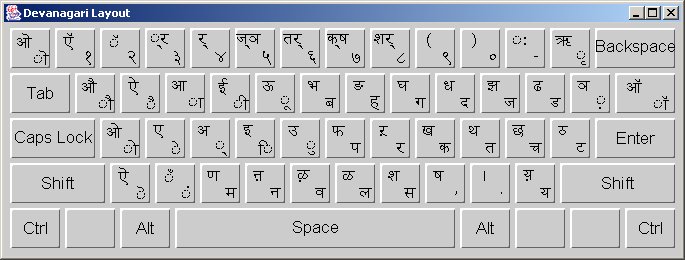 Devanagari Layout
ऒ ॊ ऍ १ ॅ २ ्र ३ र् ४ ज्ञ ५ त्र ६ क्ष ७ श्र ८ ( ९ ) ० ः - ऋ ृ Backspace
Tab औ ौ ऐ ै आ ा ई ी ऊ ू भ ब ङ ह घ ग ध द झ ज ढ ड ञ ़ ऑ ॉ
Caps Lock ओ ो ए े अ ् इ ि उ ु फ प ऱ र ख क थ त छ च ठ ट Enter
Shift ऎ ॆ ँ ं ण म ऩ न ऴ व ळ ल श स ष , । . य़ य Shift
Ctrl Alt Space Alt Ctrl